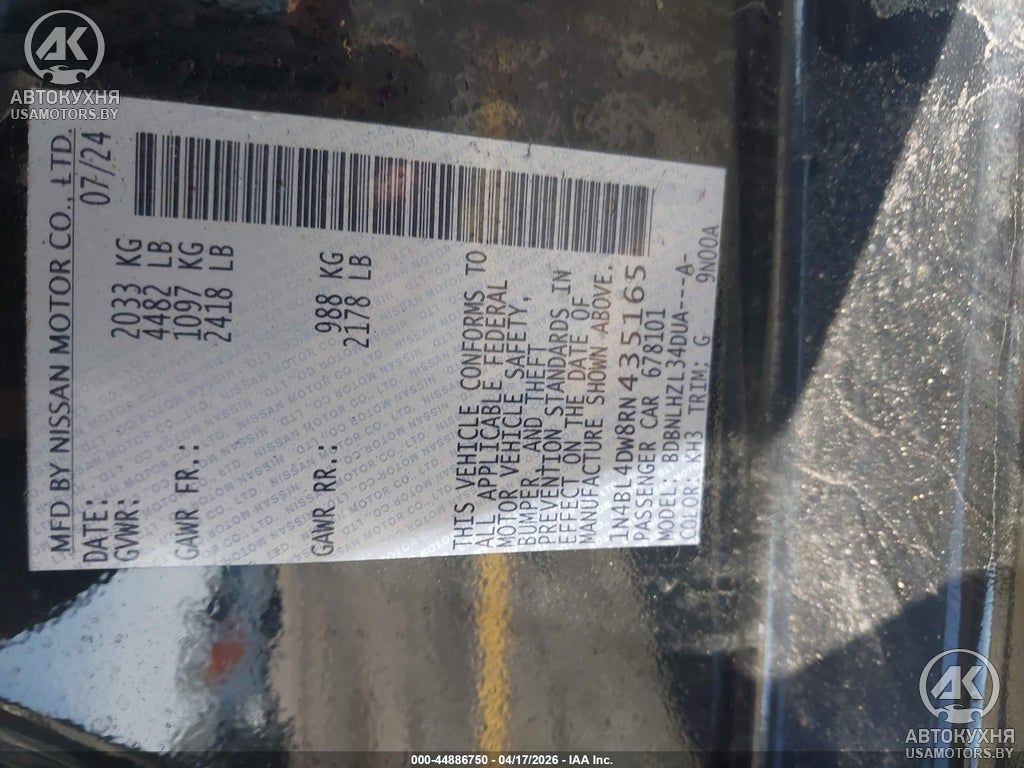 AK
АВТОКУХНЯ
USAMOTORS.BY
MFD BY NISSAN MOTOR CO., LTD.
DATE: 07/24
GVWR: 2033 KG
4482 LB
GAWR FR.: 1097 KG
2418 LB
GAWR RR.: 988 KG
2178 LB
THIS VEHICLE CONFORMS TO
ALL APPLICABLE FEDERAL
MOTOR VEHICLE SAFETY,
BUMPER, AND THEFT
PREVENTION STANDARDS IN
EFFECT ON THE DATE OF
MANUFACTURE SHOWN ABOVE.
1N4BL4DW8RN435165
PASSENGER CAR 678101
MODEL: BDBNLHZL34DUA----A-
COLOR: KH3 TRIM: G 9N00A
AK
АВТОКУХНЯ
USAMOTORS.BY
000-44886750 - 04/17/2026 - IAA Inc.